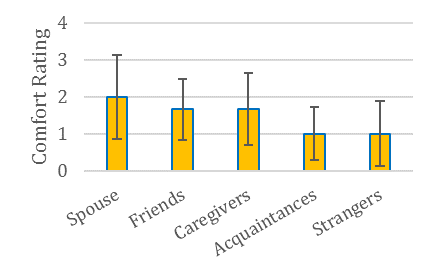 Comfort Rating
4
3
2
1
0
Spouse
Friends
Caregivers
Acquaintances
Strangers